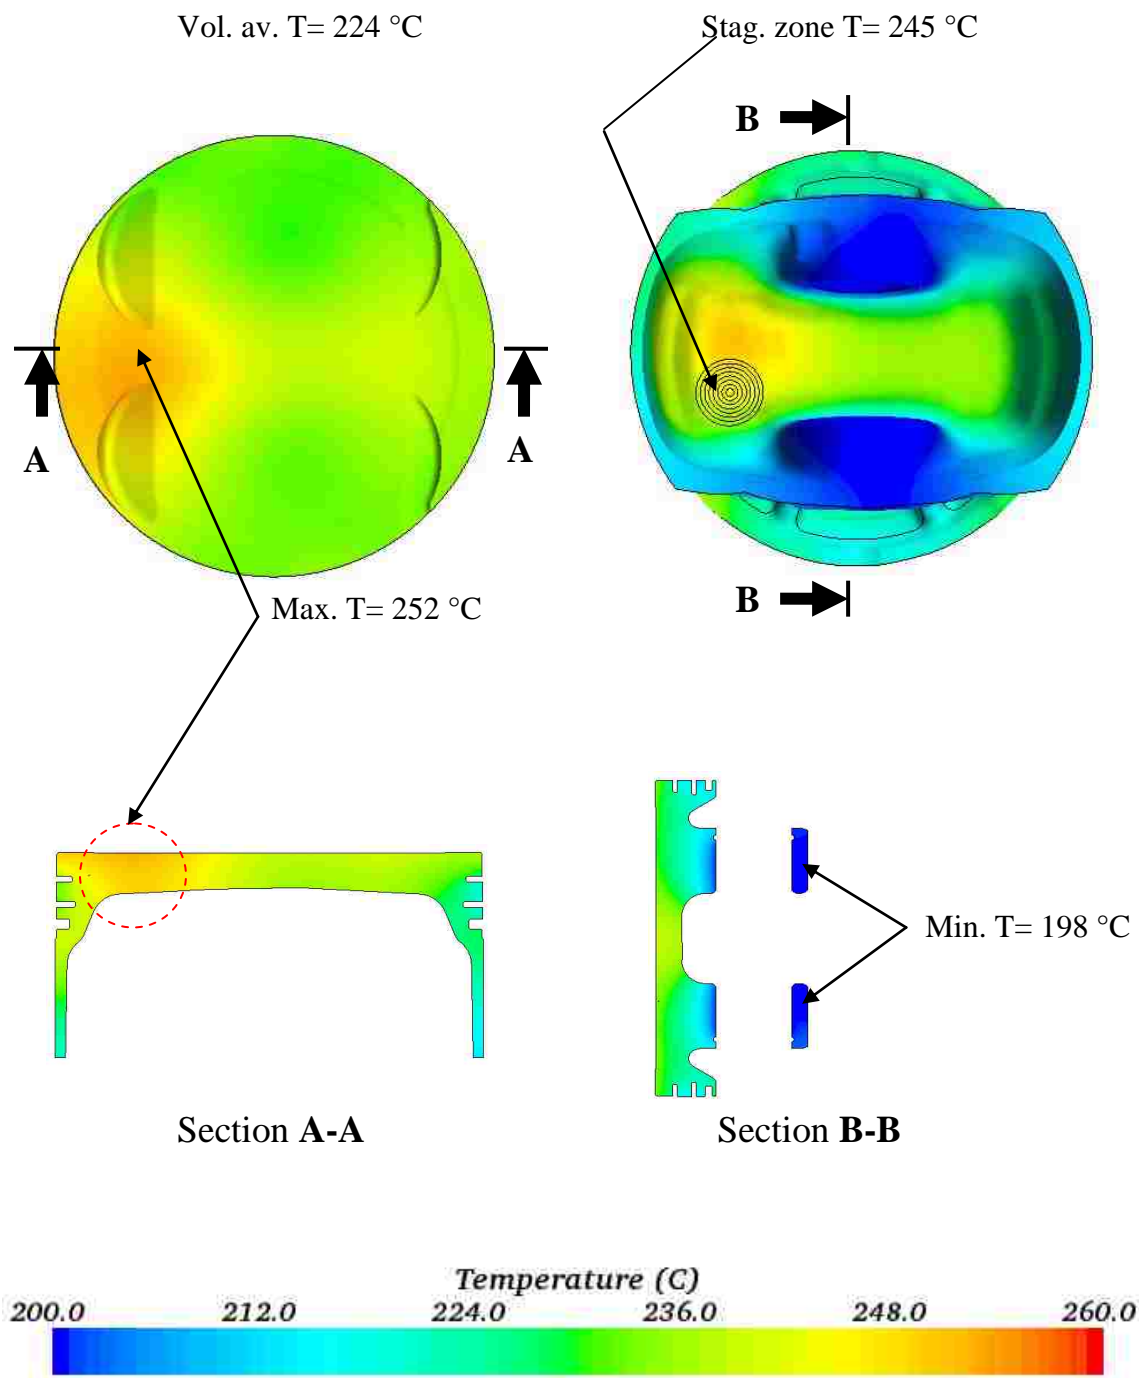 Vol. av. T= 224 °C
Stag. zone T= 245 °C
B
A
A
B
Max. T= 252 °C
Min. T= 198 °C
Section A-A
Section B-B
Temperature (C)
200.0 212.0 224.0 236.0 248.0 260.0